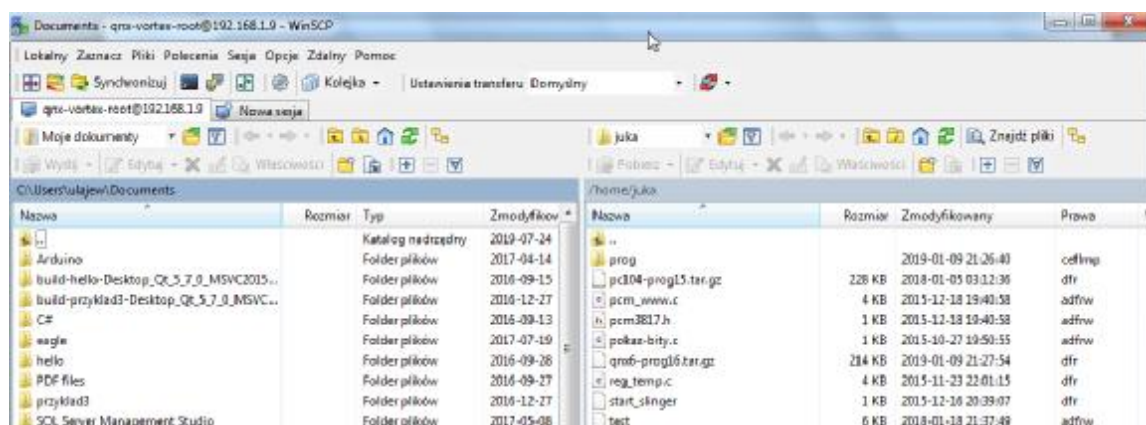 Documents - qnx-vortex-root@192.168.1.9 - WinSCP
Lokalny Zaznacz Pliki Polecenia Sesja Opcje Zdalny Pomoc
Synchronizuj Kolejka Ustawienia transferu Domyślny
qnx-vortex-root@192.168.1.9 Nowa sesja
Moje dokumenty juka Znajdź pliki
Wyślij Edytuj Właściwości Pobierz Edytuj Właściwości
C:\Users\ulajew\Documents /home/juka
Nazwa Rozmiar Typ Zmodyfikov Nazwa Rozmiar Zmodyfikowany Prawa
.. Katalog nadrzędny 2019-07-24 ..
Arduino Folder plików 2017-04-14 prog 2019-01-09 21:26:40 ceflmp
build-hello-Desktop_Qt_5_7_0_MSVC2015... Folder plików 2016-09-15 pc104-prog15.tar.gz 228 KB 2018-01-05 03:12:36 dfr
build-przyklad3-Desktop_Qt_5_7_0_MSVC... Folder plików 2016-12-27 pcm_www.c 4 KB 2015-12-18 19:40:58 adfrw
C# Folder plików 2016-09-13 pcm3817.h 1 KB 2015-12-18 19:40:58 adfrw
eagle Folder plików 2017-07-19 pokaz-bity.c 1 KB 2015-10-27 19:50:55 adfrw
hello Folder plików 2016-09-28 qnx6-prog16.tar.gz 214 KB 2019-01-09 21:27:54 dfr
PDF files Folder plików 2016-09-27 reg_temp.c 4 KB 2015-11-23 22:01:15 dfr
przyklad3 Folder plików 2016-12-27 start_slinger 1 KB 2015-12-16 20:39:07 dfr
SQL Server Management Studio Folder plików 2017-05-08 test 6 KB 2018-01-18 21:37:49 adfrw